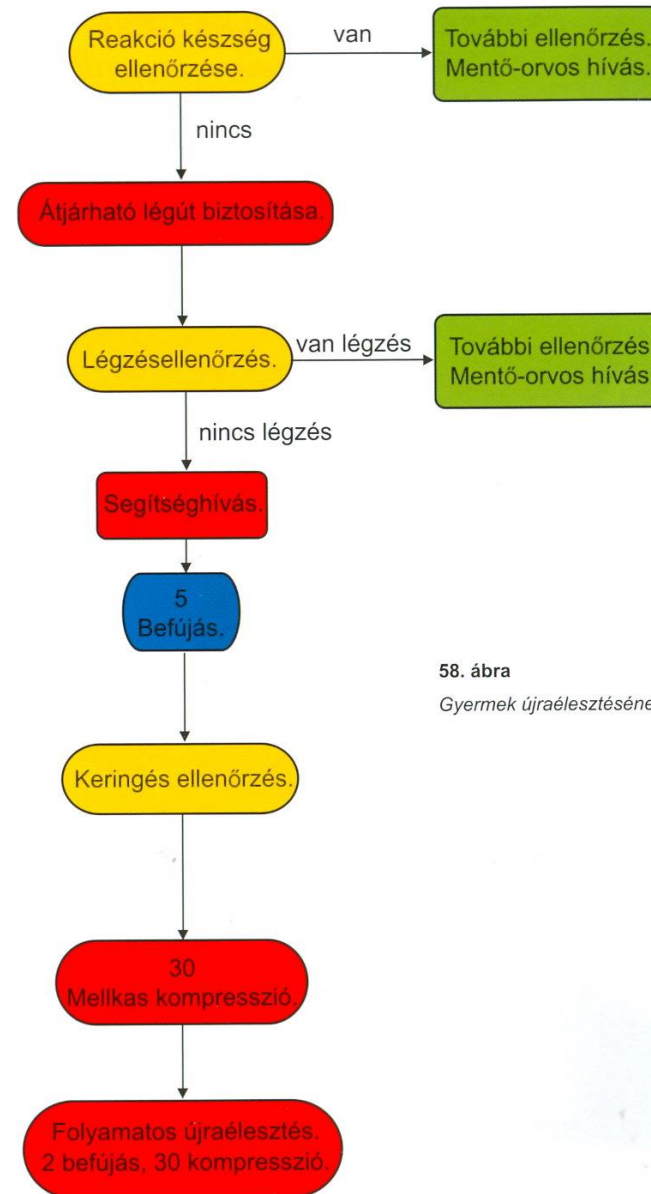 Reakció készség
ellenőrzése.
van
További ellenőrzés.
Mentő-orvos hívás.
nincs
Átjárható légút biztosítása.
Légzésellenőrzés.
van légzés
További ellenőrzés
Mentő-orvos hívás
nincs légzés
Segítséghívás.
5
Befújás.
58. ábra
Gyermek újraélesztéséne
Keringés ellenőrzés.
30
Mellkas kompresszió.
Folyamatos újraélesztés.
2 befújás, 30 kompresszió.